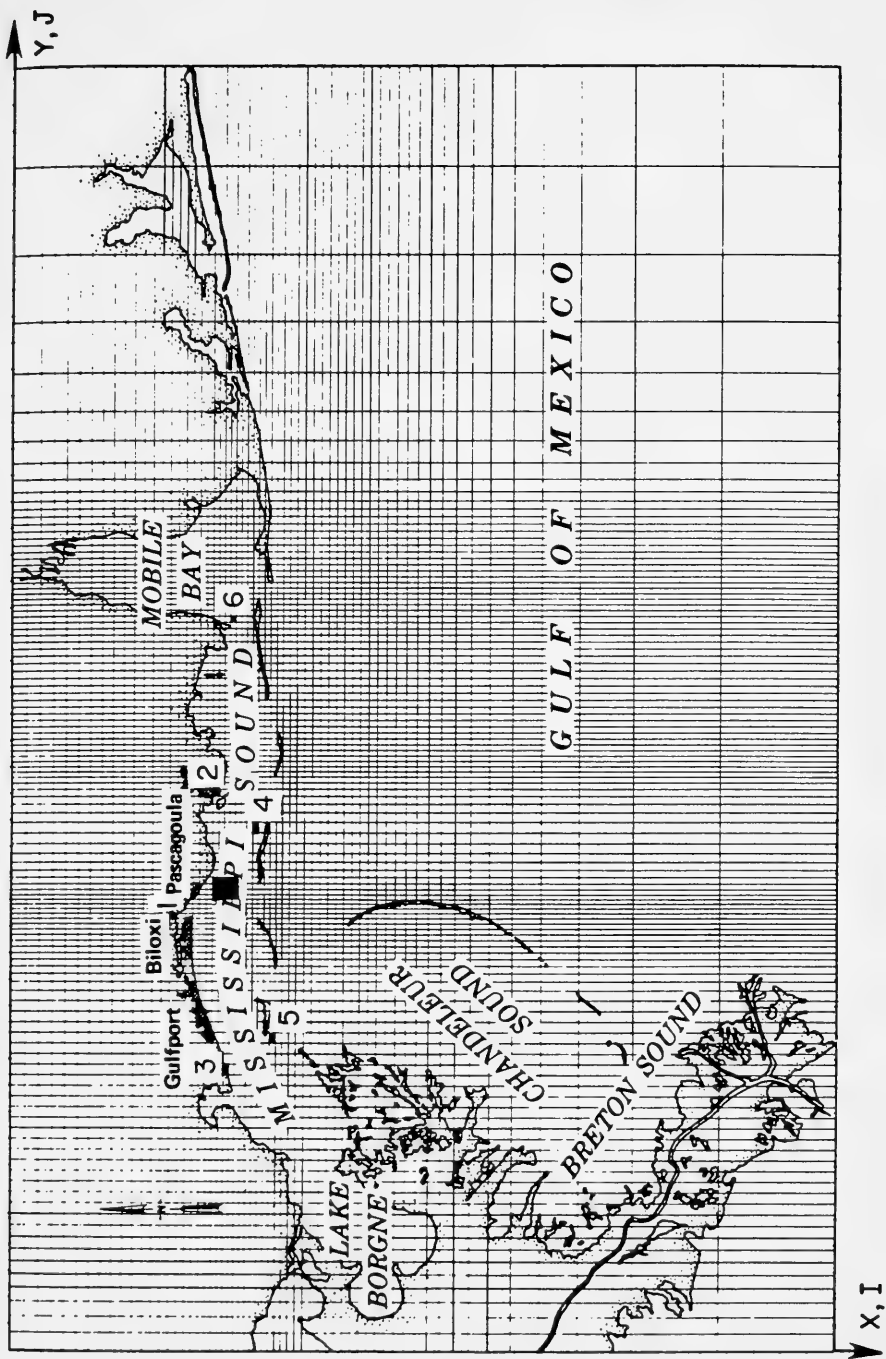 Y,J
MOBILE
BAY
6
Biloxi
Pascagoula
2
Gulfport
3
4
5
MISSISSIPPI SOUND
LAKE
BORGNE
CHANDELEUR
SOUND
BRETON SOUND
GULF OF MEXICO
X,I